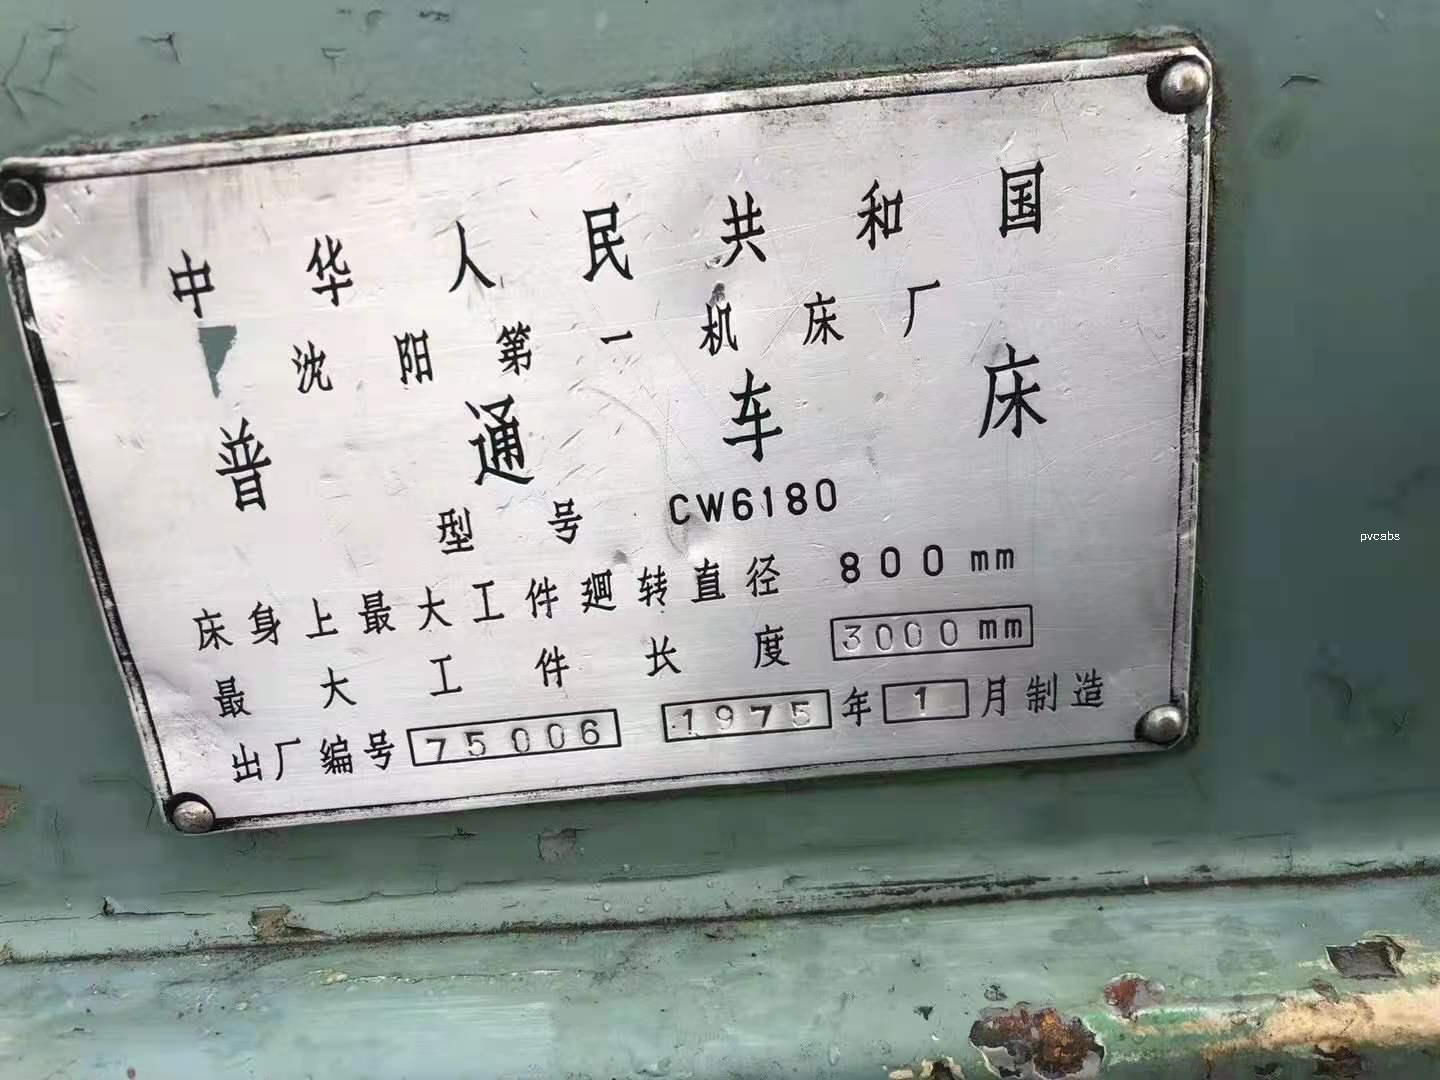 中华人民共和国
沈阳第一机床厂
普通车床
型号 CW6180
床身上最大工件廻转直径 800 mm
最大工件长度 3000 mm
出厂编号 75006 1975 年 1 月制造
pvcabs